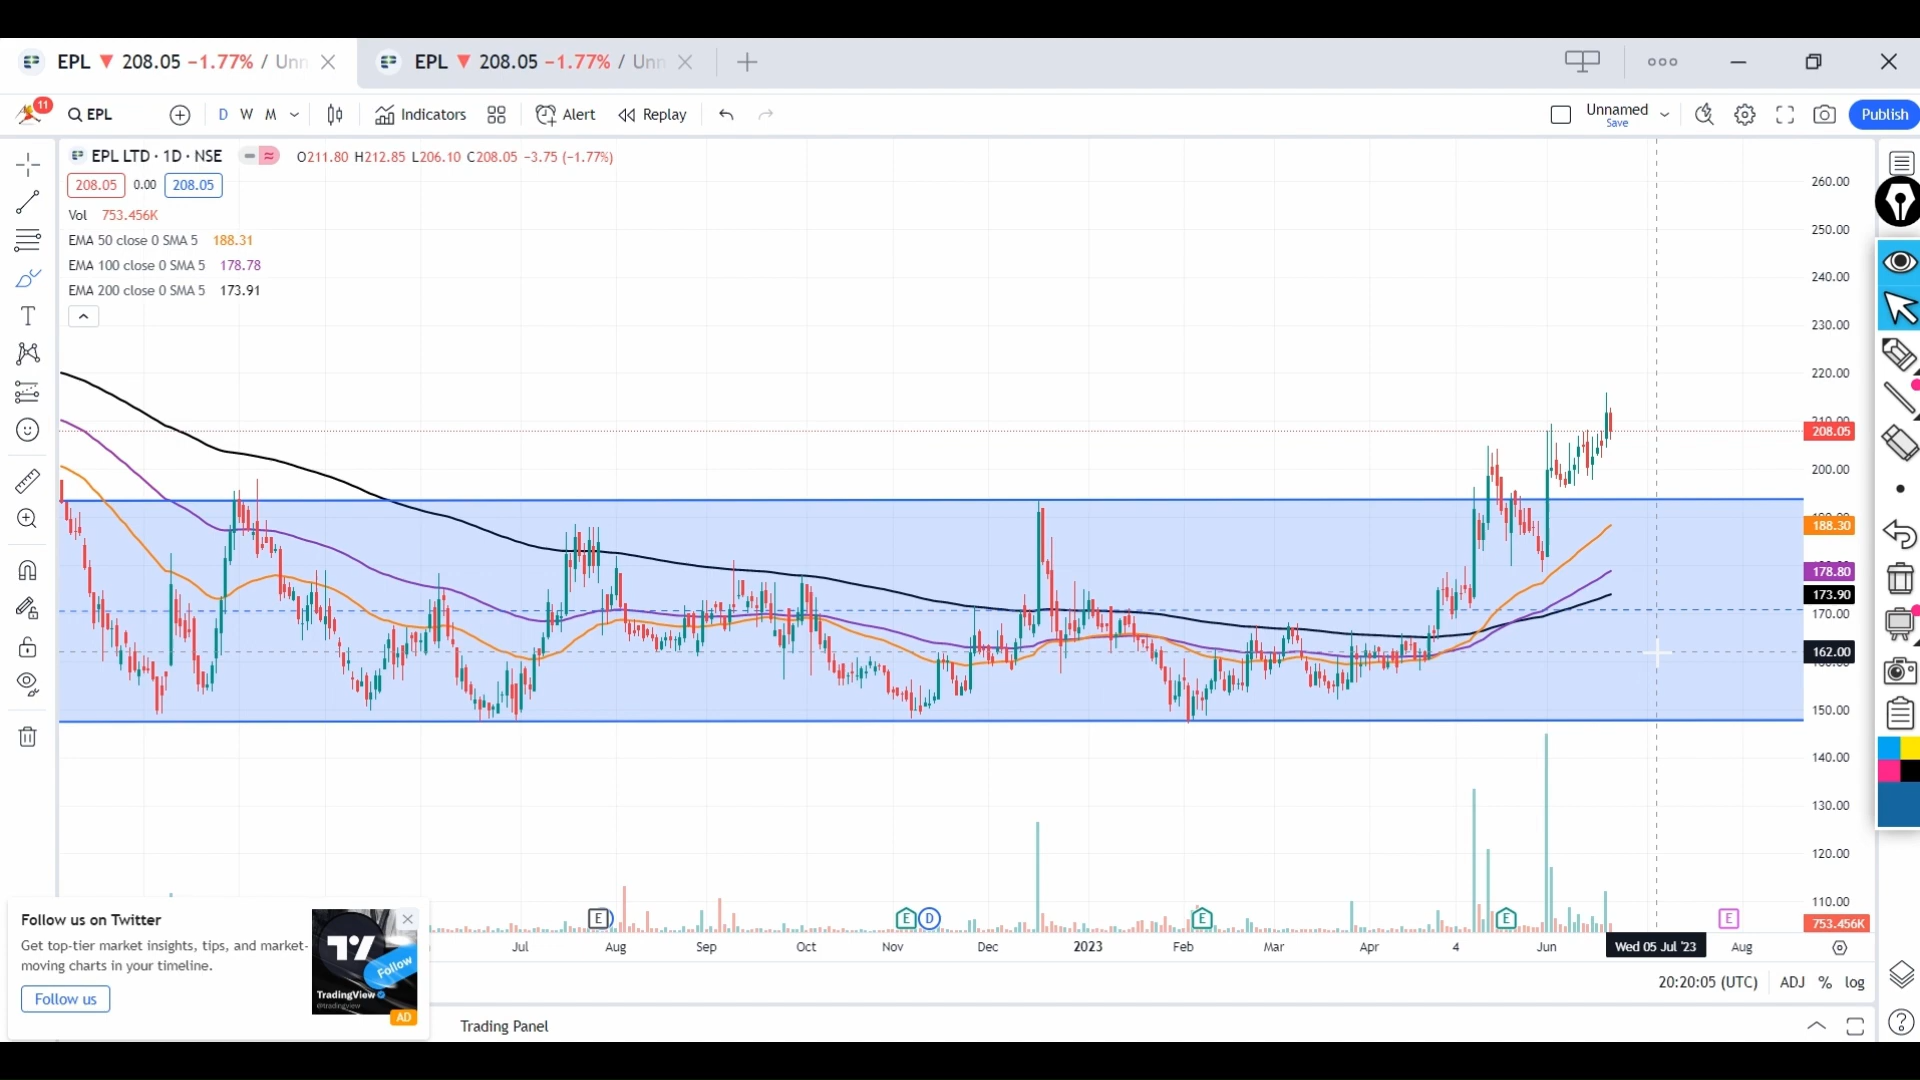 EPL ▼ 208.05 −1.77% / Unn
EPL ▼ 208.05 −1.77% / Unn
11
EPL
D W M
Indicators
Alert
Replay
Unnamed
Save
Publish
EPL LTD · 1D · NSE
O211.80 H212.85 L206.10 C208.05 −3.75 (−1.77%)
208.05 0.00 208.05
Vol 753.456K
EMA 50 close 0 SMA 5 188.31
EMA 100 close 0 SMA 5 178.78
EMA 200 close 0 SMA 5 173.91
260.00
250.00
240.00
230.00
220.00
210.00
208.05
200.00
188.30
178.80
173.90
170.00
162.00
150.00
140.00
130.00
120.00
110.00
753.456K
E
E
D
E
E
E
Jul
Aug
Sep
Oct
Nov
Dec
2023
Feb
Mar
Apr
4
Jun
Wed 05 Jul '23
Aug
Follow us on Twitter
Get top-tier market insights, tips, and market-
moving charts in your timeline.
Follow us
Follow
TradingView
@tradingview
AD
20:20:05 (UTC)
ADJ
%
log
Trading Panel